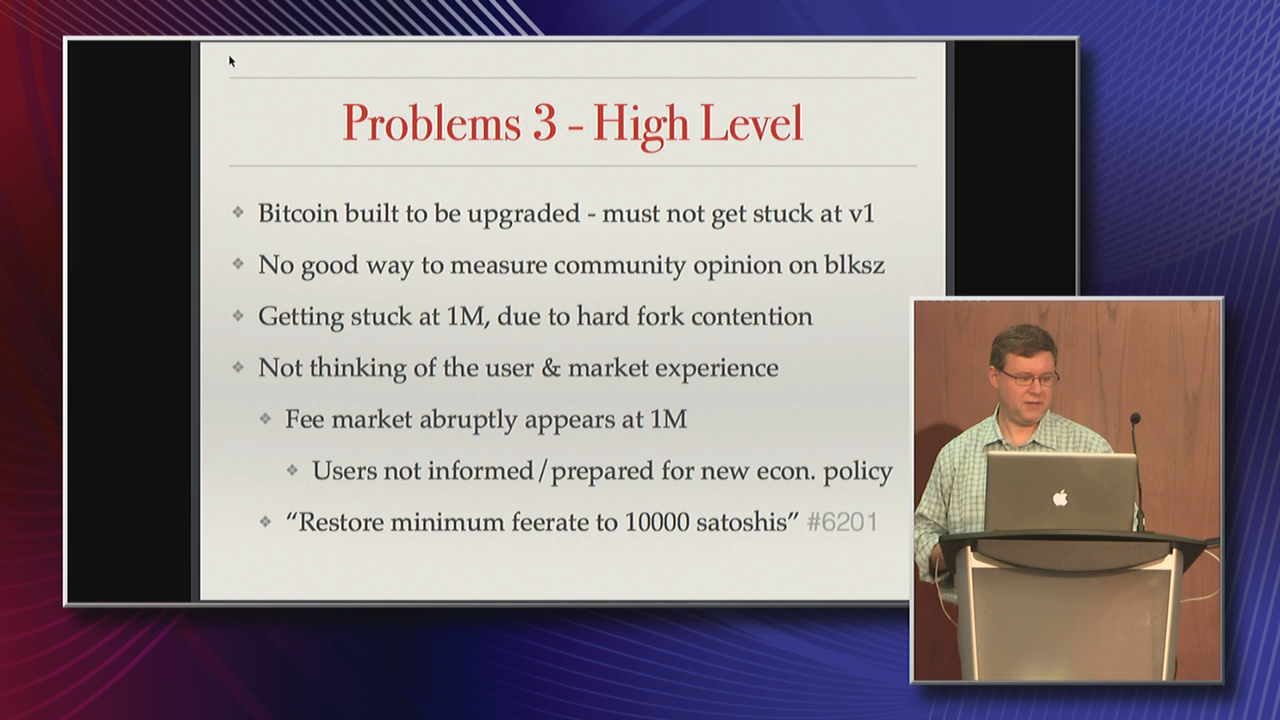 Problems 3 - High Level
Bitcoin built to be upgraded - must not get stuck at v1
No good way to measure community opinion on blksz
Getting stuck at 1M, due to hard fork contention
Not thinking of the user & market experience
Fee market abruptly appears at 1M
Users not informed/prepared for new econ. policy
“Restore minimum feerate to 10000 satoshis” #6201